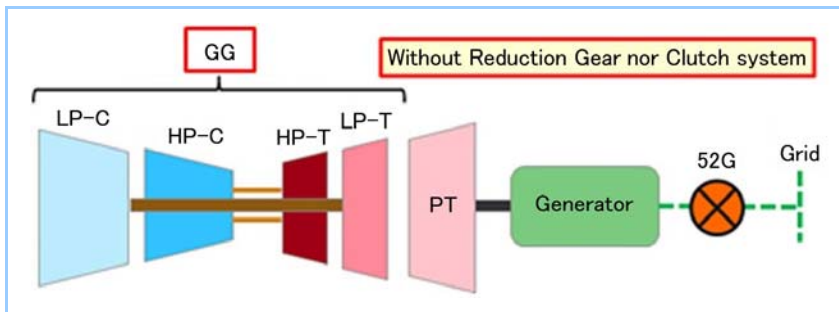 GG
Without Reduction Gear nor Clutch system
LP-C
HP-C
HP-T
LP-T
PT
Generator
52G
Grid